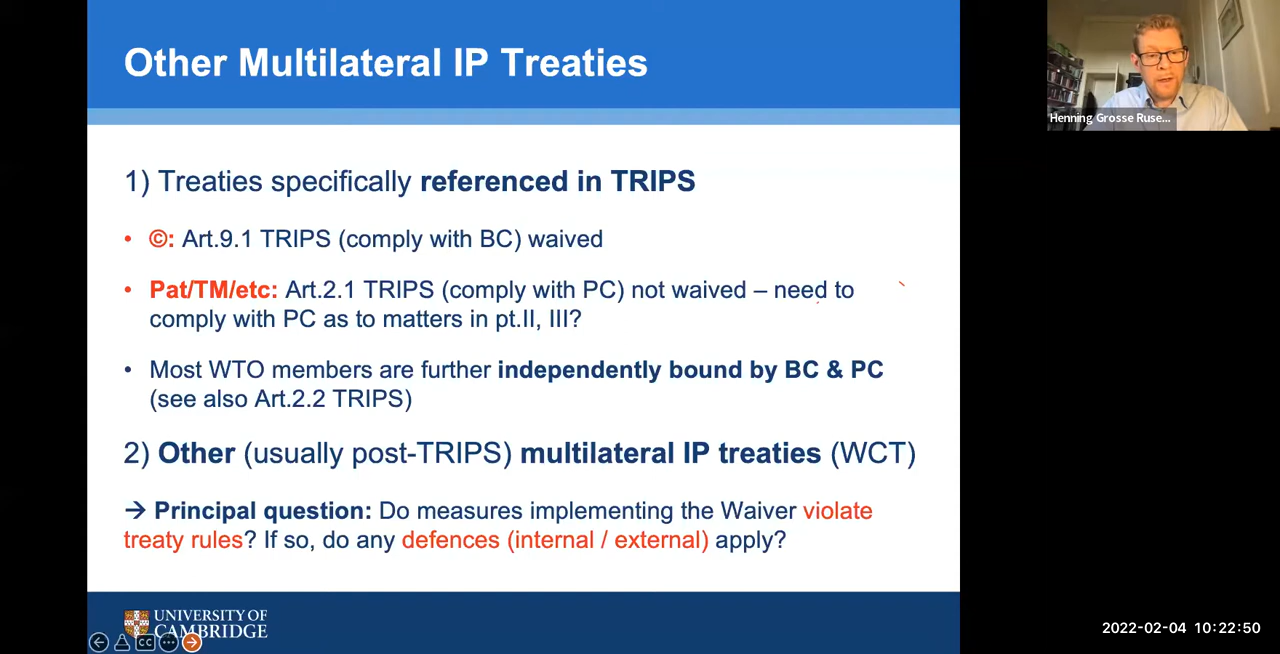 Other Multilateral IP Treaties
Henning Grosse Ruse...
1) Treaties specifically referenced in TRIPS
• ©: Art.9.1 TRIPS (comply with BC) waived
• Pat/TM/etc: Art.2.1 TRIPS (comply with PC) not waived – need to
comply with PC as to matters in pt.II, III?
• Most WTO members are further independently bound by BC & PC
(see also Art.2.2 TRIPS)
2) Other (usually post-TRIPS) multilateral IP treaties (WCT)
→ Principal question: Do measures implementing the Waiver violate
treaty rules? If so, do any defences (internal / external) apply?
UNIVERSITY OF
CAMBRIDGE
CC
2022-02-04 10:22:50